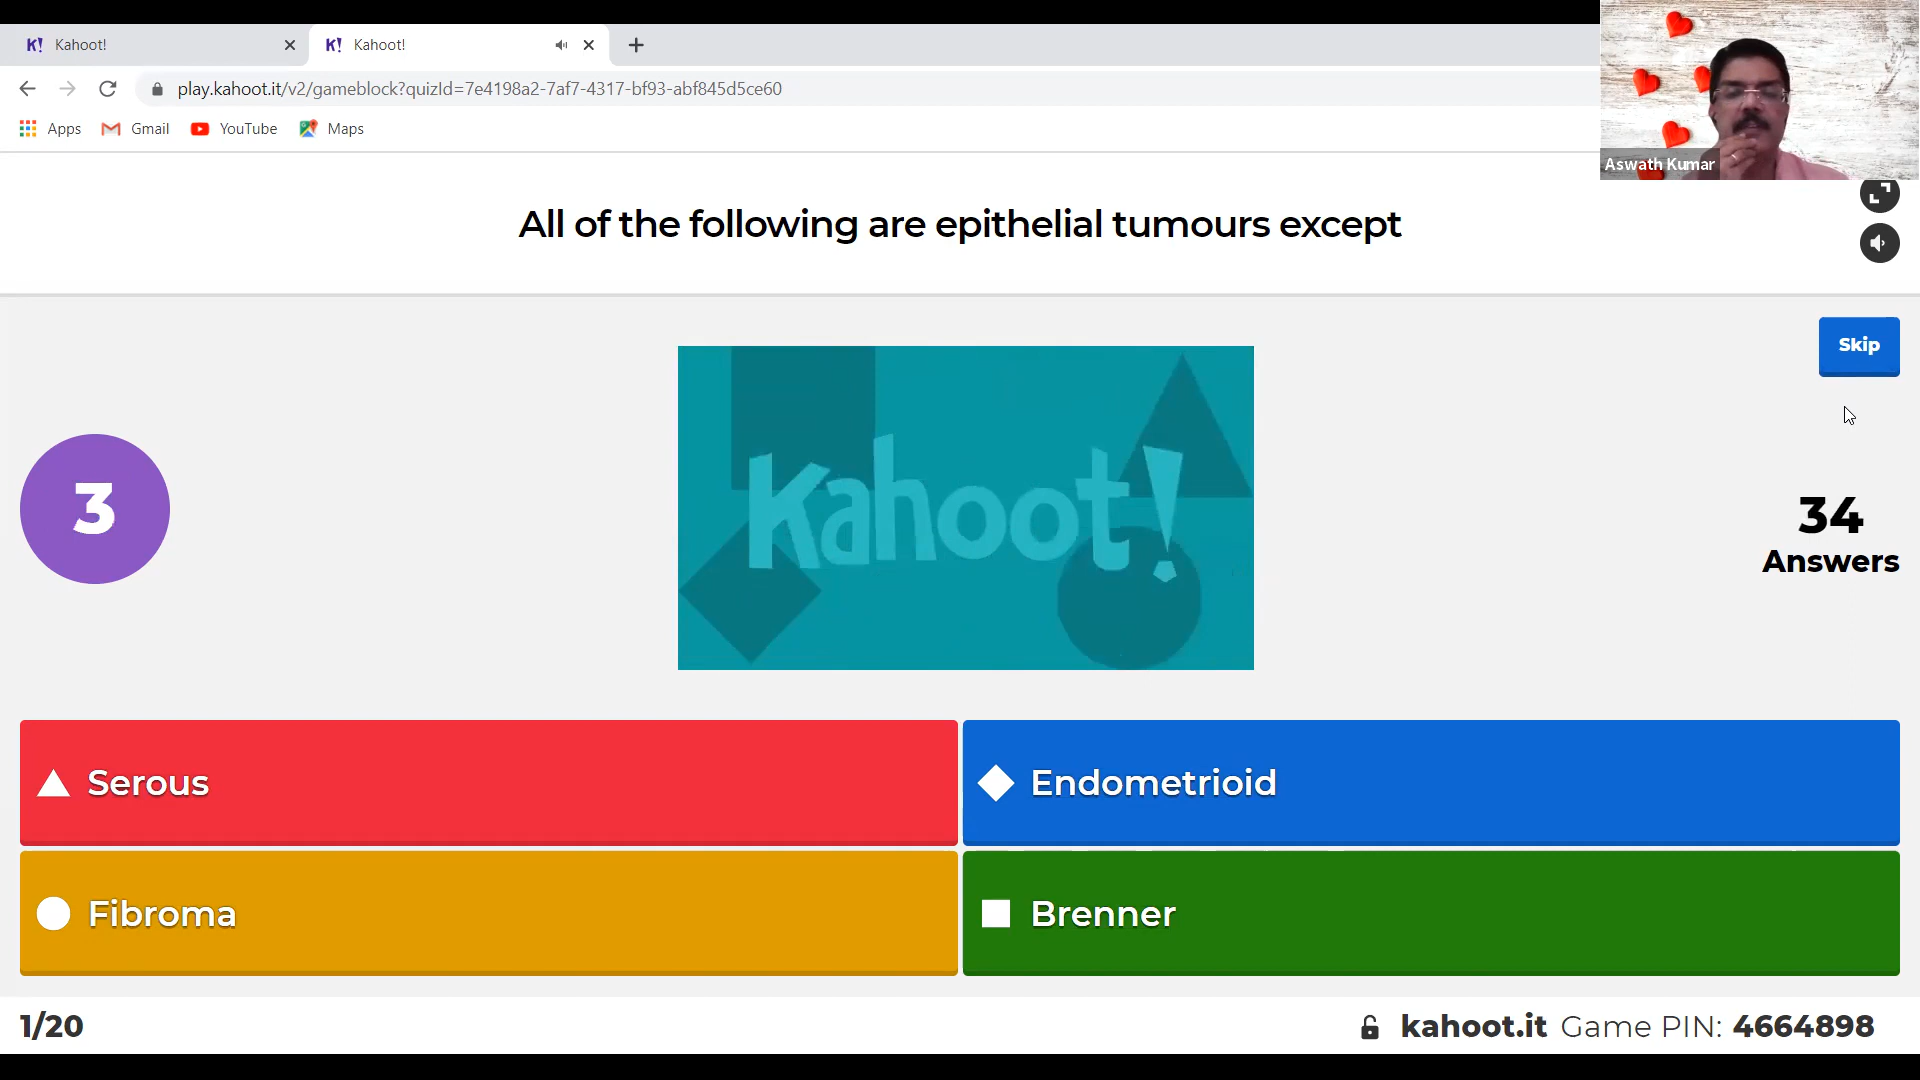 K! Kahoot!
K! Kahoot!
play.kahoot.it/v2/gameblock?quizId=7e4198a2-7af7-4317-bf93-abf845d5ce60
Apps
Gmail
YouTube
Maps
Aswath Kumar
All of the following are epithelial tumours except
Skip
3
Kahoot!
34
Answers
Serous
Endometrioid
Fibroma
Brenner
1/20
kahoot.it Game PIN: 4664898